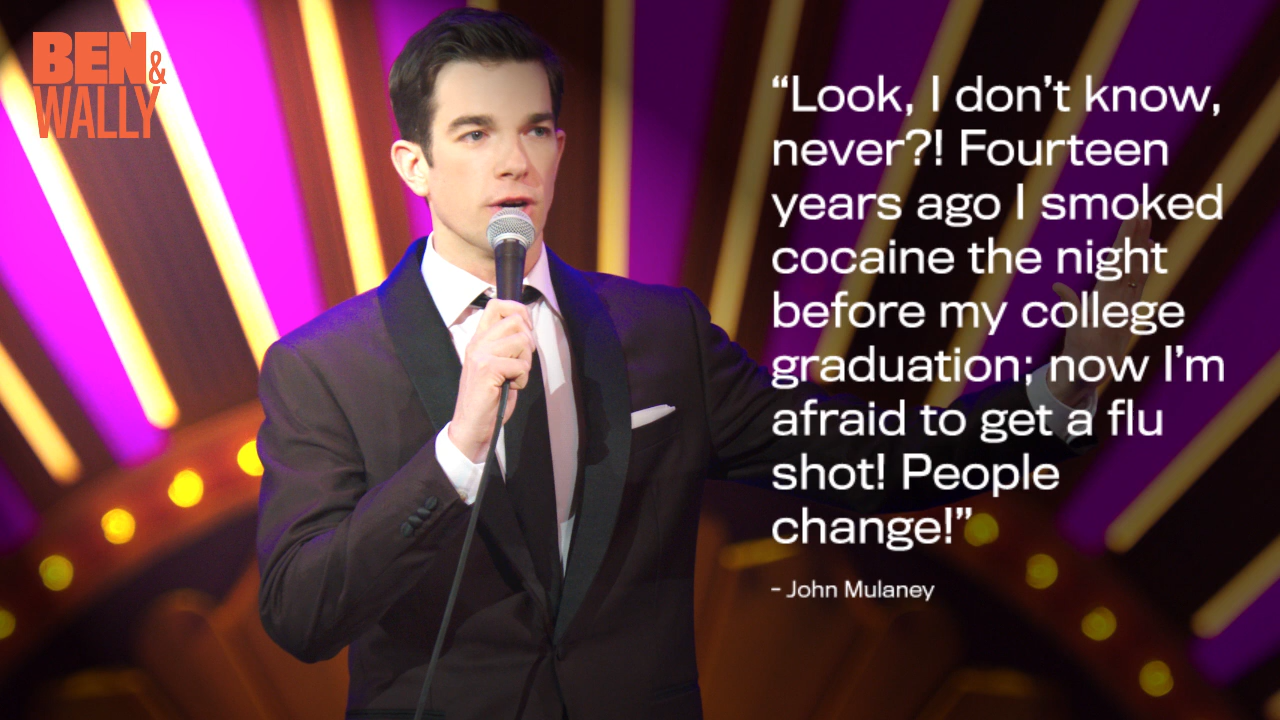 BEN&
WALLY
“Look, I don’t know,
never?! Fourteen
years ago I smoked
cocaine the night
before my college
graduation; now I’m
afraid to get a flu
shot! People
change!”
- John Mulaney